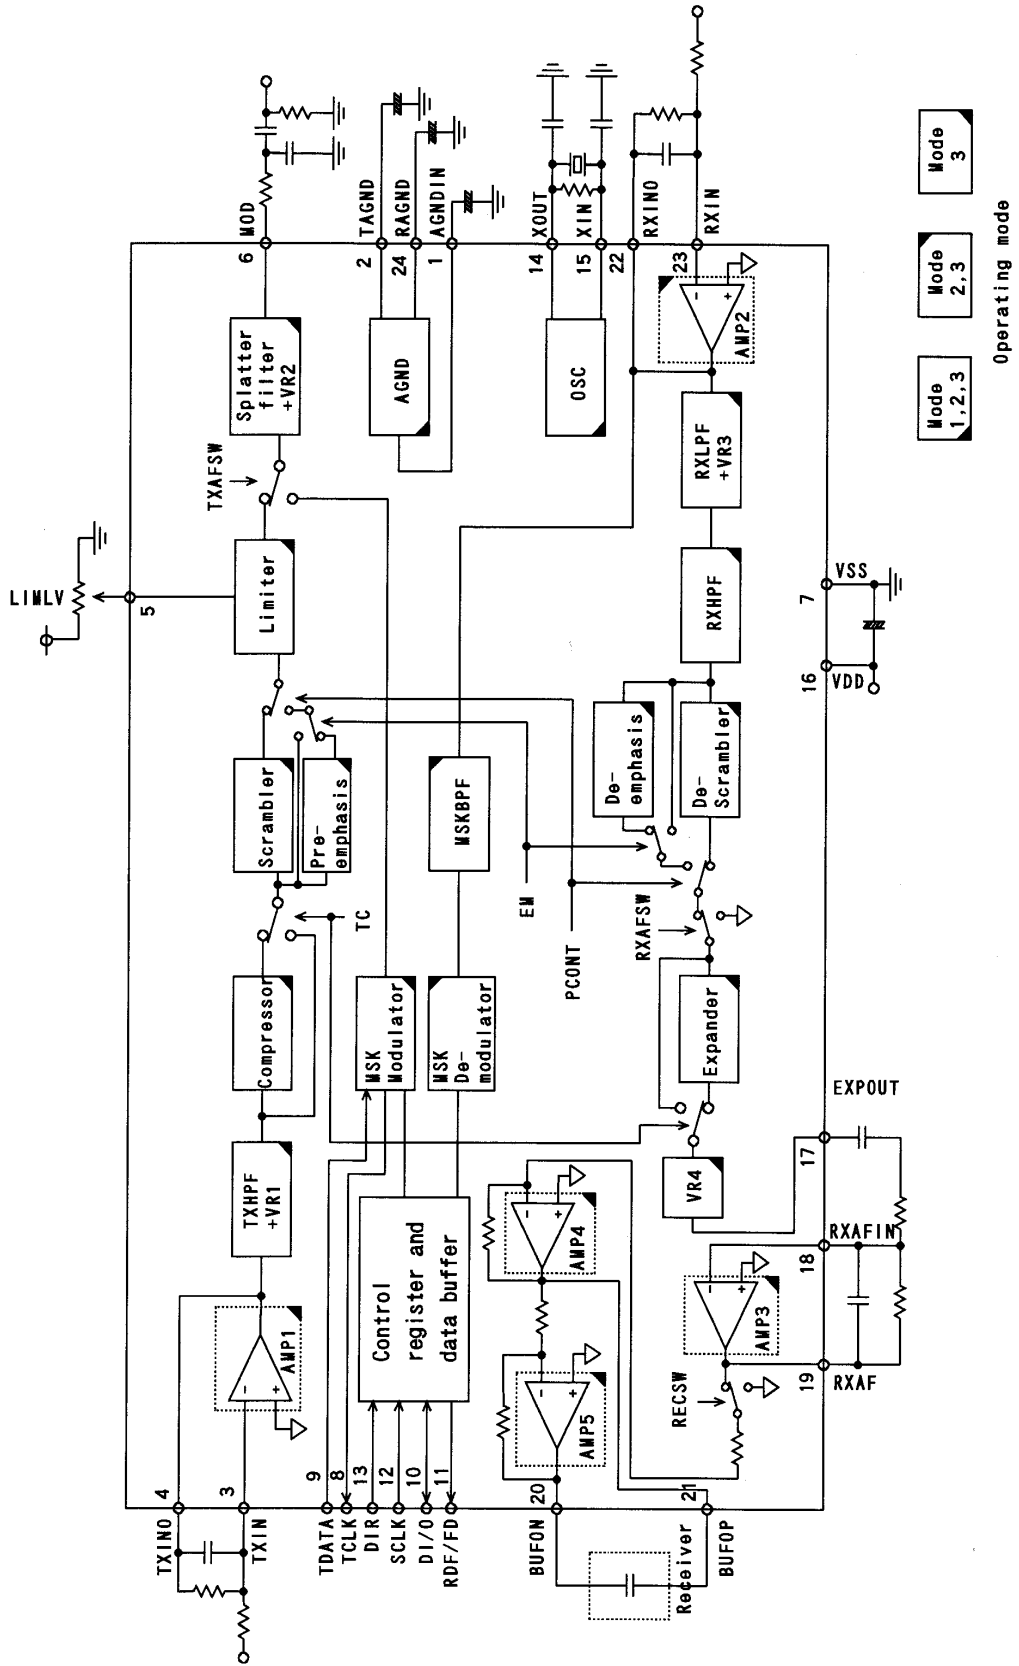 TXINO
4
TXIN
3
AMP1
-
+
TXHPF
+VR1
Compressor
TC
Scrambler
Pre-
emphasis
LIMLV
5
Limiter
TXAFSW
Splatter
filter
+VR2
6
MOD
TDATA
9
TCLK
8
DIR
13
SCLK
12
DI/O
10
RDF/FD
11
Control
register and
data buffer
MSK
Modulator
MSK
De-
modulator
MSKBPF
EM
PCONT
AGND
2
TAGND
24
RAGND
1
AGNDIN
OSC
14
XOUT
15
XIN
22
RXINO
23
RXIN
AMP2
-
+
RXLPF
+VR3
RXHPF
De-
emphasis
De-
Scrambler
RXAFSW
Expander
VR4
AMP4
-
+
AMP5
-
+
AMP3
-
+
RECSW
BUFON
20
BUFOP
21
Receiver
19
RXAF
18
RXAFIN
17
EXPOUT
16
VDD
7
VSS
Mode
1,2,3
Mode
2,3
Mode
3
Operating mode